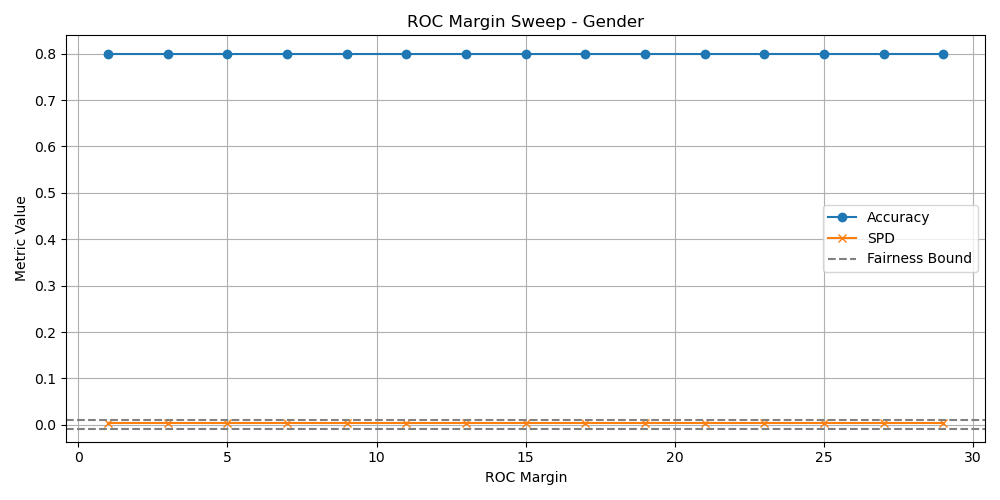 ROC Margin Sweep - Gender
Metric Value
0.8
0.7
0.6
0.5
0.4
0.3
0.2
0.1
0.0
Accuracy
SPD
Fairness Bound
0 5 10 15 20 25 30
ROC Margin